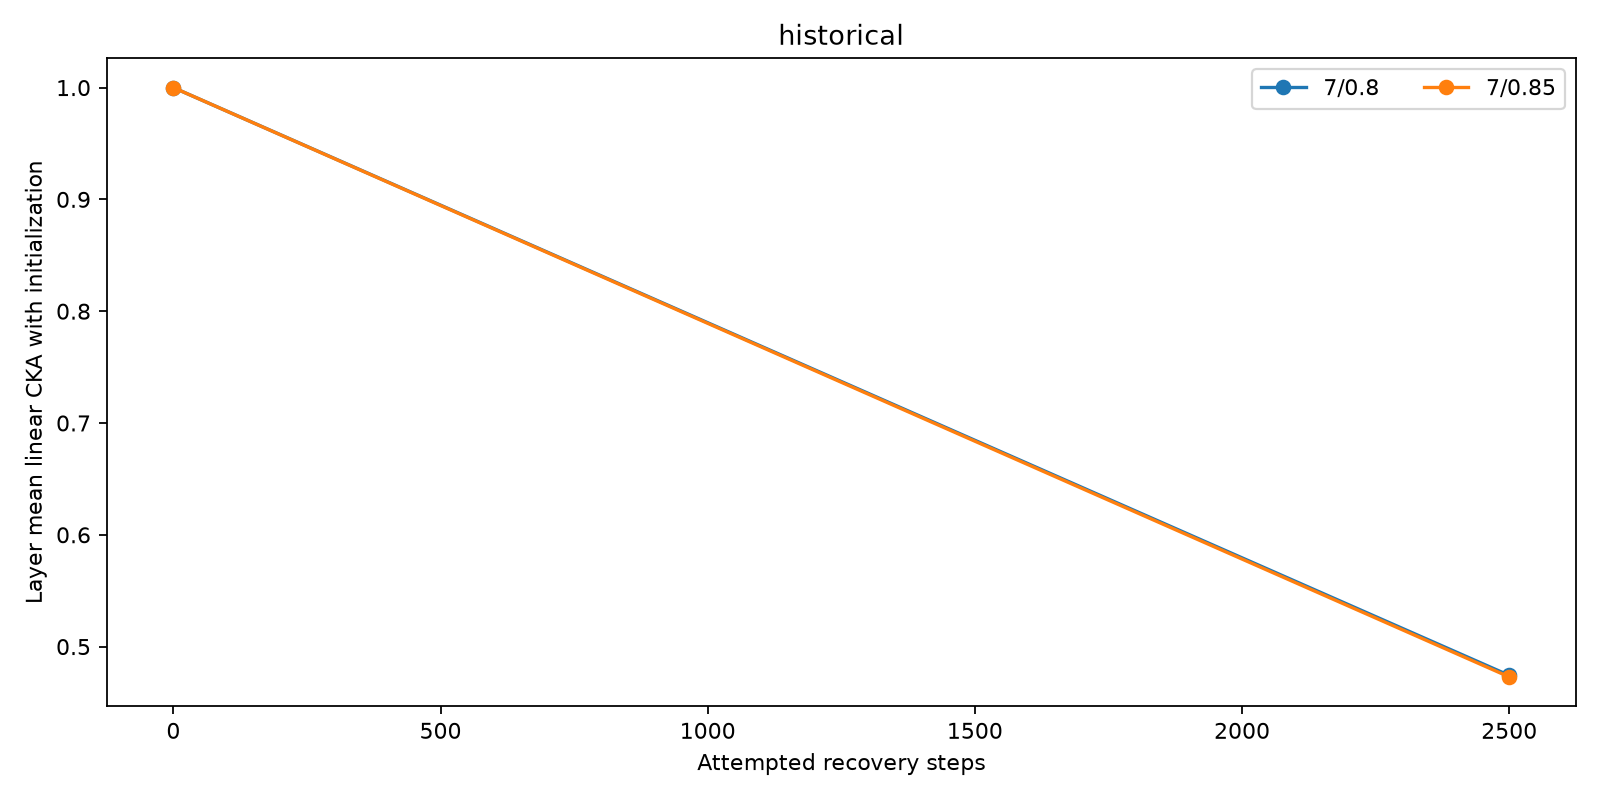 historical
7/0.8 7/0.85
1.0
0.9
0.8
0.7
0.6
0.5
Layer mean linear CKA with initialization
0 500 1000 1500 2000 2500
Attempted recovery steps